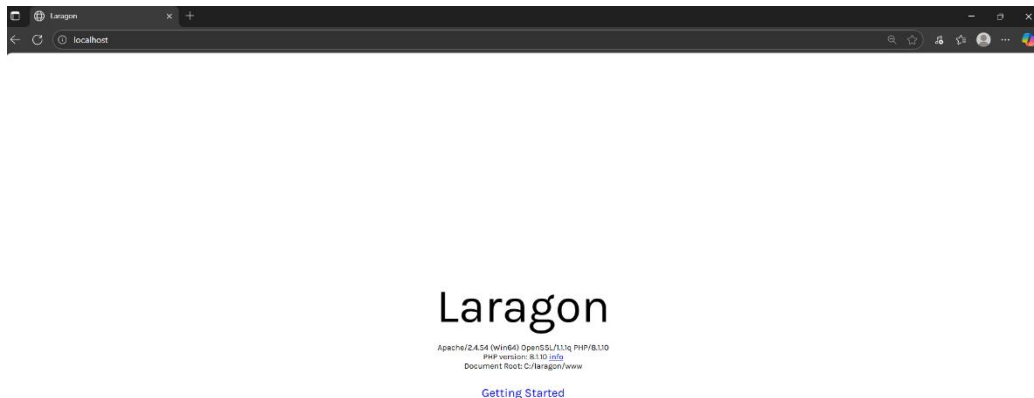 Laragon
localhost
Laragon
Apache/2.4.54 (Win64) OpenSSL/1.1.1q PHP/8.1.10
PHP version: 8.1.10 info
Document Root: C:/laragon/www
Getting Started